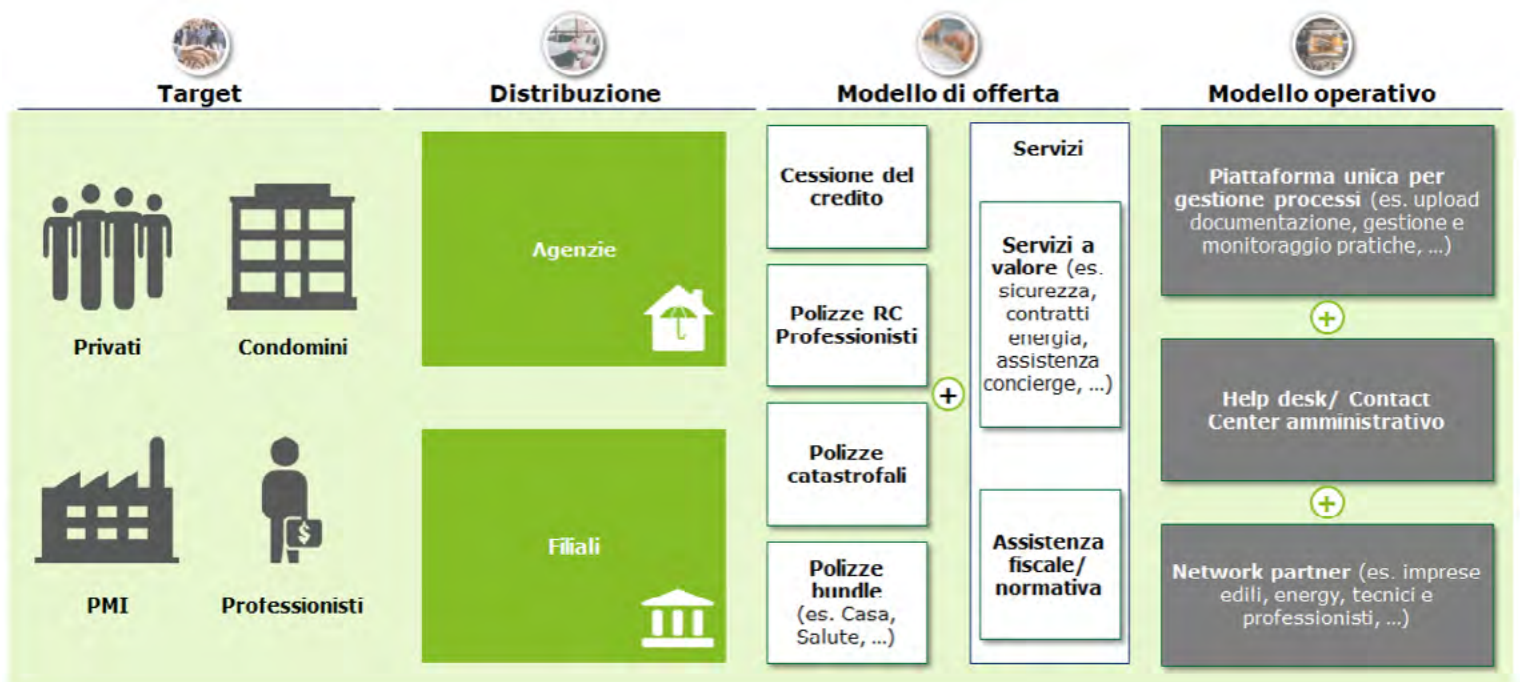 Target
Distribuzione
Modello di offerta
Modello operativo
Privati
Condomini
PMI
Professionisti
Agenzie
Filiali
Cessione del
credito
Polizze RC
Professionisti
Polizze
catastrofali
Polizze
bundle
(es. Casa,
Salute, ...)
+
Servizi
Servizi a
valore (es.
sicurezza,
contratti
energia,
assistenza
concierge, ...)
Assistenza
fiscale/
normativa
Piattaforma unica per
gestione processi (es. upload
documentazione, gestione e
monitoraggio pratiche, ...)
+
Help desk/ Contact
Center amministrativo
+
Network partner (es. imprese
edili, energy, tecnici e
professionisti, ...)
$